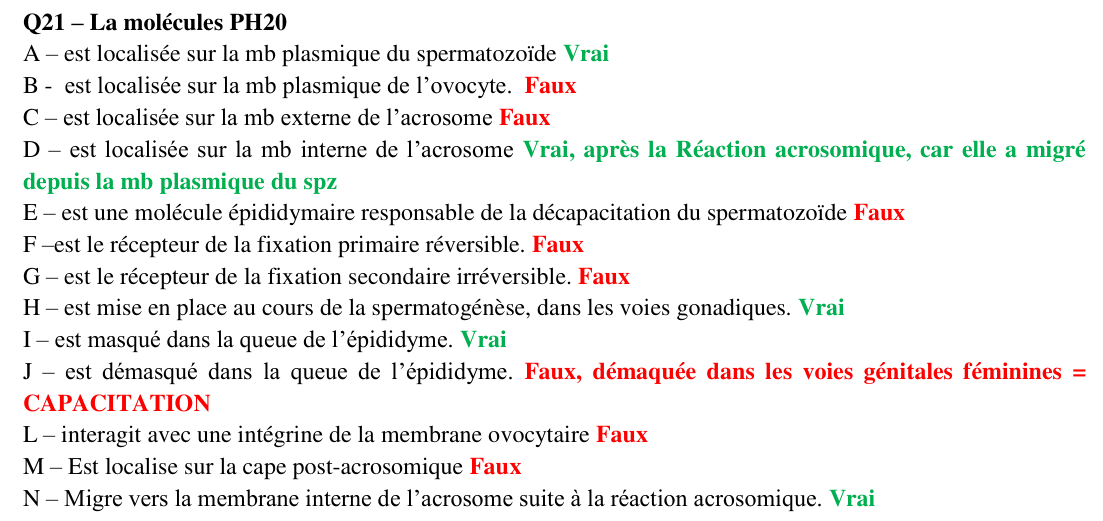 Q21 – La molécules PH20
A – est localisée sur la mb plasmique du spermatozoïde Vrai
B -  est localisée sur la mb plasmique de l’ovocyte.  Faux
C – est localisée sur la mb externe de l’acrosome Faux
D – est localisée sur la mb interne de l’acrosome Vrai, après la Réaction acrosomique, car elle a migré
depuis la mb plasmique du spz
E – est une molécule épididymaire responsable de la décapacitation du spermatozoïde Faux
F –est le récepteur de la fixation primaire réversible. Faux
G – est le récepteur de la fixation secondaire irréversible. Faux
H – est mise en place au cours de la spermatogénèse, dans les voies gonadiques. Vrai
I – est masqué dans la queue de l’épididyme. Vrai
J – est démasqué dans la queue de l’épididyme. Faux, démaquée dans les voies génitales féminines =
CAPACITATION
L – interagit avec une intégrine de la membrane ovocytaire Faux
M – Est localise sur la cape post-acrosomique Faux
N – Migre vers la membrane interne de l’acrosome suite à la réaction acrosomique. Vrai